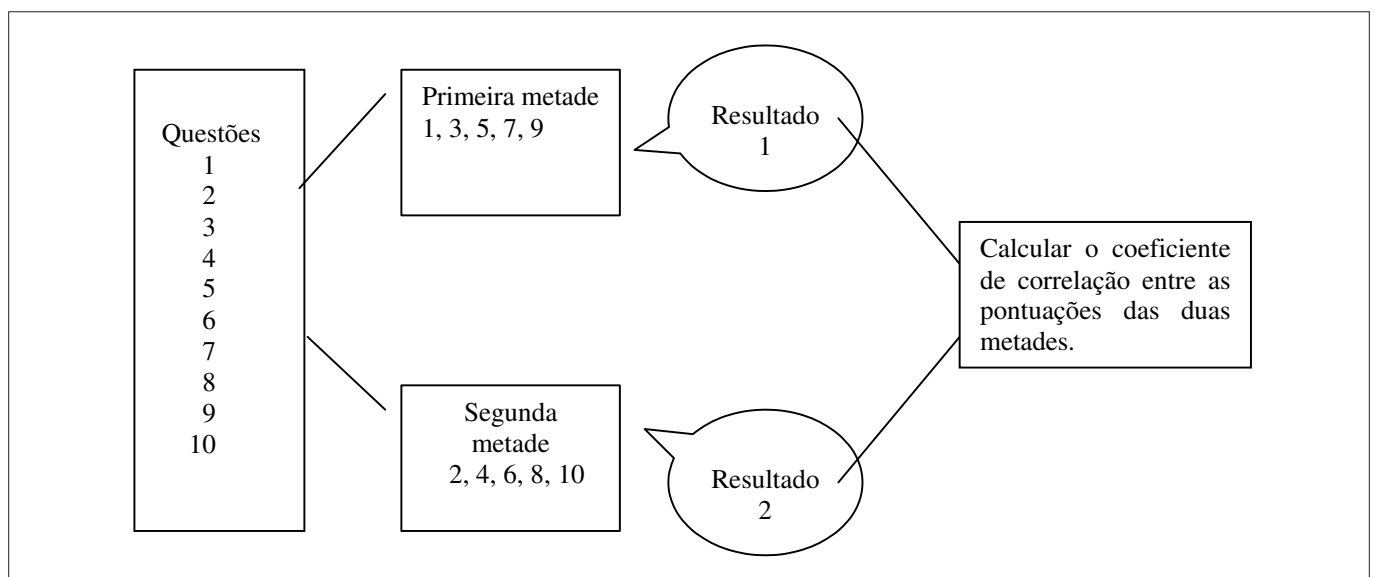 Questões
1
2
3
4
5
6
7
8
9
10
Primeira metade
1, 3, 5, 7, 9
Segunda
metade
2, 4, 6, 8, 10
Resultado
1
Resultado
2
Calcular o coeficiente
de correlação entre as
pontuações das duas
metades.